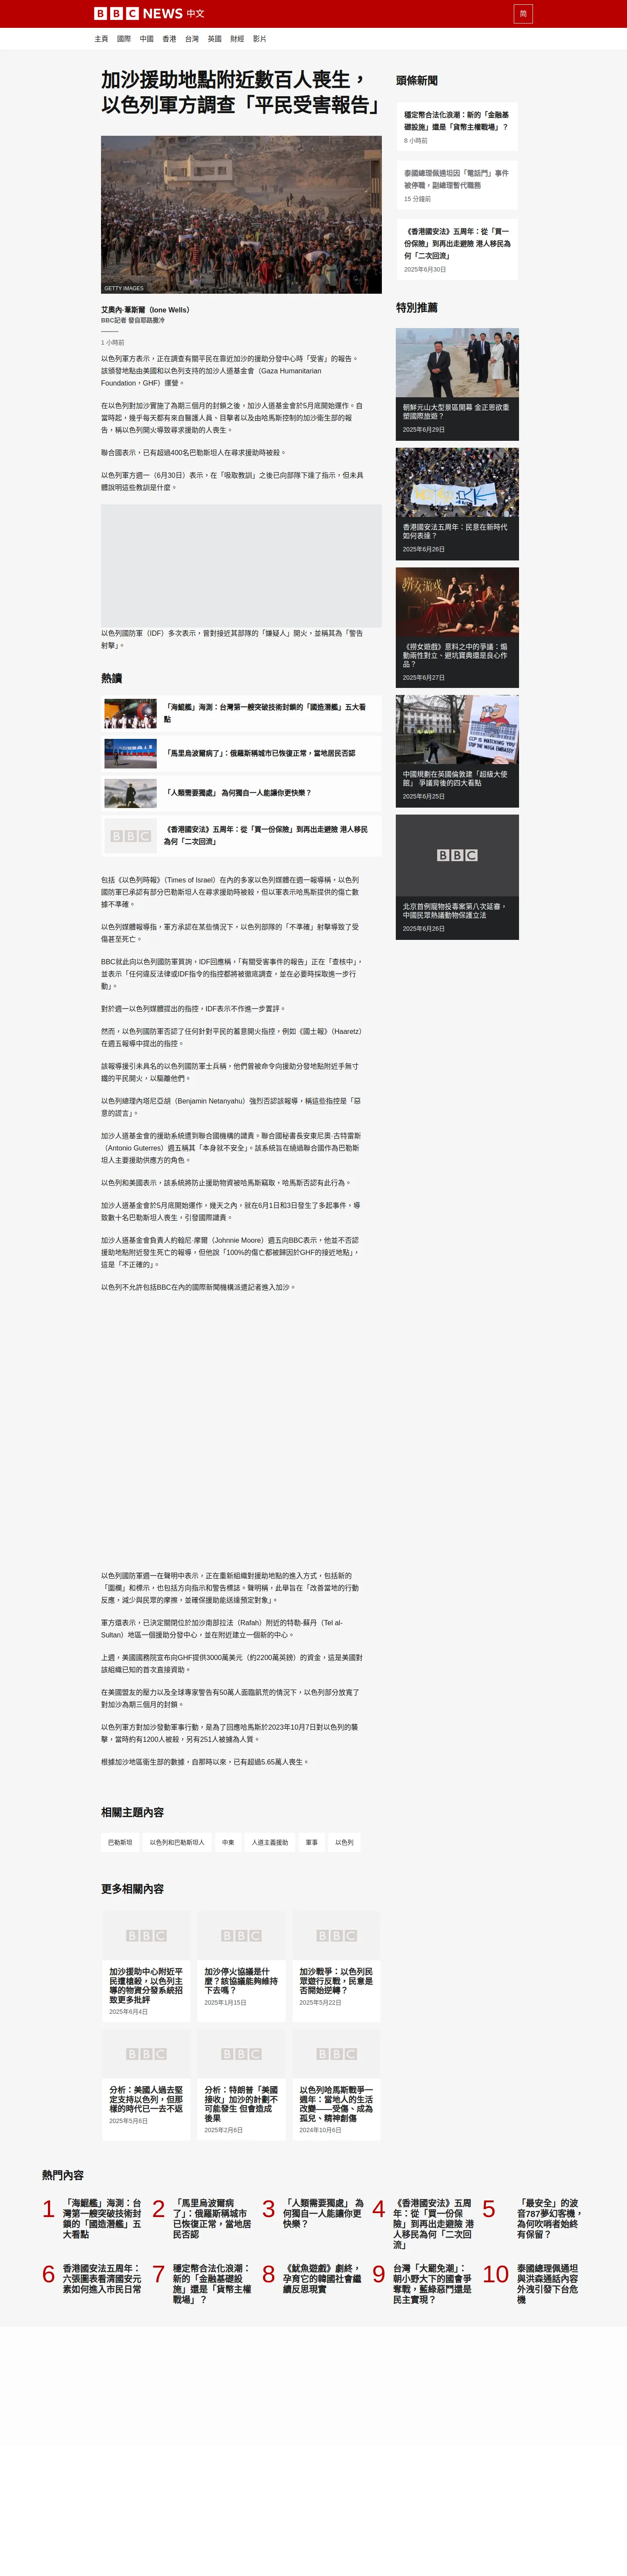 BBC NEWS 中文
简
主頁 國際 中國 香港 台灣 英國 財經 影片
加沙援助地點附近數百人喪生，
以色列軍方調查「平民受害報告」
GETTY IMAGES
艾奧內·葦斯爾（Ione Wells）
BBC記者 發自耶路撒冷
1 小時前
以色列軍方表示，正在調查有關平民在靠近加沙的援助分發中心時「受害」的報告。
該頒發地點由美國和以色列支持的加沙人道基金會（Gaza Humanitarian
Foundation，GHF）運營。
在以色列對加沙實施了為期三個月的封鎖之後，加沙人道基金會於5月底開始運作。自
當時起，幾乎每天都有來自醫護人員、目擊者以及由哈馬斯控制的加沙衛生部的報
告，稱以色列開火導致尋求援助的人喪生。
聯合國表示，已有超過400名巴勒斯坦人在尋求援助時被殺。
以色列軍方週一（6月30日）表示，在「吸取教訓」之後已向部隊下達了指示，但未具
體說明這些教訓是什麼。
以色列國防軍（IDF）多次表示，曾對接近其部隊的「嫌疑人」開火，並稱其為「警告
射擊」。
熱讀
「海鯤艦」海測：台灣第一艘突破技術封鎖的「國造潛艦」五大看
點
「馬里烏波爾病了」：俄羅斯稱城市已恢復正常，當地居民否認
「人類需要獨處」 為何獨自一人能讓你更快樂？
BBC
《香港國安法》五周年：從「買一份保險」到再出走避險 港人移民
為何「二次回流」
包括《以色列時報》（Times of Israel）在內的多家以色列媒體在週一報導稱，以色列
國防軍已承認有部分巴勒斯坦人在尋求援助時被殺，但以軍表示哈馬斯提供的傷亡數
據不準確。
以色列媒體報導指，軍方承認在某些情況下，以色列部隊的「不準確」射擊導致了受
傷甚至死亡。
BBC就此向以色列國防軍質詢，IDF回應稱，「有關受害事件的報告」正在「查核中」，
並表示「任何違反法律或IDF指令的指控都將被徹底調查，並在必要時採取進一步行
動」。
對於週一以色列媒體提出的指控，IDF表示不作進一步置評。
然而，以色列國防軍否認了任何針對平民的蓄意開火指控，例如《國土報》（Haaretz）
在週五報導中提出的指控。
該報導援引未具名的以色列國防軍士兵稱，他們曾被命令向援助分發地點附近手無寸
鐵的平民開火，以驅離他們。
以色列總理內塔尼亞胡（Benjamin Netanyahu）強烈否認該報導，稱這些指控是「惡
意的謊言」。
加沙人道基金會的援助系統遭到聯合國機構的譴責。聯合國秘書長安東尼奧·古特雷斯
（Antonio Guterres）週五稱其「本身就不安全」。該系統旨在繞過聯合國作為巴勒斯
坦人主要援助供應方的角色。
以色列和美國表示，該系統將防止援助物資被哈馬斯竊取，哈馬斯否認有此行為。
加沙人道基金會於5月底開始運作，幾天之內，就在6月1日和3日發生了多起事件，導
致數十名巴勒斯坦人喪生，引發國際譴責。
加沙人道基金會負責人約翰尼·摩爾（Johnnie Moore）週五向BBC表示，他並不否認
援助地點附近發生死亡的報導，但他說「100%的傷亡都被歸因於GHF的接近地點」，
這是「不正確的」。
以色列不允許包括BBC在內的國際新聞機構派遣記者進入加沙。
以色列國防軍週一在聲明中表示，正在重新組織對援助地點的進入方式，包括新的
「圍欄」和標示，也包括方向指示和警告標誌。聲明稱，此舉旨在「改善當地的行動
反應，減少與民眾的摩擦，並確保援助能送達預定對象」。
軍方還表示，已決定關閉位於加沙南部拉法（Rafah）附近的特勒-蘇丹（Tel al-
Sultan）地區一個援助分發中心，並在附近建立一個新的中心。
上週，美國國務院宣布向GHF提供3000萬美元（約2200萬英鎊）的資金，這是美國對
該組織已知的首次直接資助。
在美國盟友的壓力以及全球專家警告有50萬人面臨飢荒的情況下，以色列部分放寬了
對加沙為期三個月的封鎖。
以色列軍方對加沙發動軍事行動，是為了回應哈馬斯於2023年10月7日對以色列的襲
擊，當時約有1200人被殺，另有251人被擄為人質。
根據加沙地區衛生部的數據，自那時以來，已有超過5.65萬人喪生。
相關主題內容
巴勒斯坦 以色列和巴勒斯坦人 中東 人道主義援助 軍事 以色列
更多相關內容
BBC BBC BBC
加沙援助中心附近平民遭槍殺，以色列主導的物資分發系統招致更多批評
2025年6月4日
加沙停火協議是什麼？該協議能夠維持下去嗎？
2025年1月15日
加沙戰爭：以色列民眾遊行反戰，民意是否開始逆轉？
2025年5月22日
BBC BBC BBC
分析：美國人過去堅定支持以色列，但那樣的時代已一去不返
2025年5月6日
分析：特朗普「美國接收」加沙的計劃不可能發生 但會造成後果
2025年2月6日
以色列哈馬斯戰爭一週年：當地人的生活改變——受傷、成為孤兒、精神創傷
2024年10月6日
頭條新聞
穩定幣合法化浪潮：新的「金融基
礎設施」還是「貨幣主權戰場」？
8 小時前
泰國總理佩通坦因「電話門」事件
被停職，副總理暫代職務
15 分鐘前
《香港國安法》五周年：從「買一
份保險」到再出走避險 港人移民為
何「二次回流」
2025年6月30日
特別推薦
朝鮮元山大型景區開幕 金正恩欲重
塑國際旅遊？
2025年6月29日
香港國安法五周年：民意在新時代
如何表達？
2025年6月26日
撈女游戏
《撈女遊戲》意料之中的爭議：煽
動兩性對立、避坑寶典還是良心作
品？
2025年6月27日
CCP IS WATCHING YOU
STOP THE MEGA EMBASSY
中國規劃在英國倫敦建「超級大使
館」 爭議背後的四大看點
2025年6月25日
BBC
北京首例寵物投毒案第八次延審，
中國民眾熱議動物保護立法
2025年6月26日
熱門內容
1 「海鯤艦」海測：台灣第一艘突破技術封鎖的「國造潛艦」五大看點
2 「馬里烏波爾病了」：俄羅斯稱城市已恢復正常，當地居民否認
3 「人類需要獨處」 為何獨自一人能讓你更快樂？
4 《香港國安法》五周年：從「買一份保險」到再出走避險 港人移民為何「二次回流」
5 「最安全」的波音787夢幻客機，為何吹哨者始終有保留？
6 香港國安法五周年：六張圖表看清國安元素如何進入市民日常
7 穩定幣合法化浪潮：新的「金融基礎設施」還是「貨幣主權戰場」？
8 《魷魚遊戲》劇終，孕育它的韓國社會繼續反思現實
9 台灣「大罷免潮」：朝小野大下的國會爭奪戰，藍綠惡鬥還是民主實現？
10 泰國總理佩通坦與洪森通話內容外洩引發下台危機